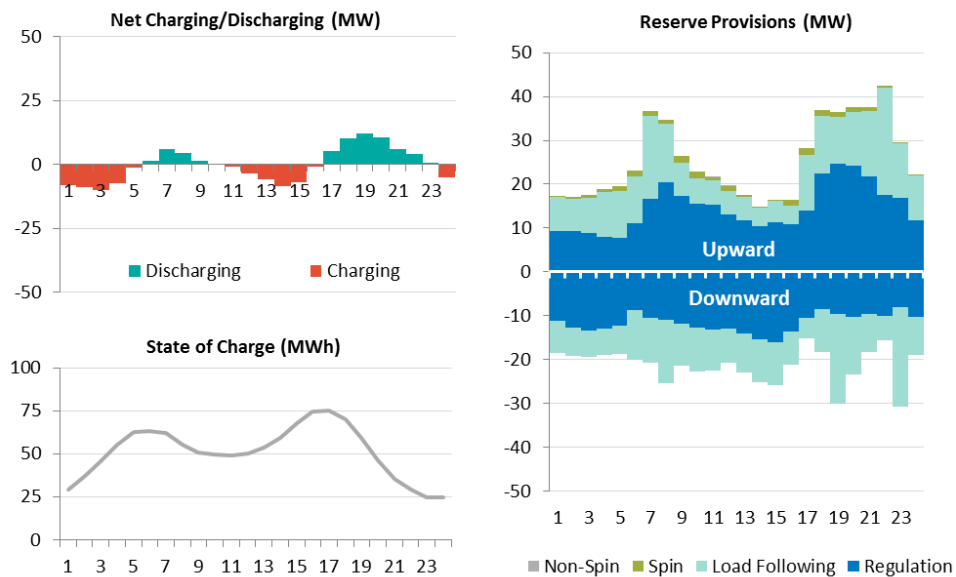 Net Charging/Discharging (MW)
50
25
0
-25
-50
1 3 5 7 9 11 13 15 17 19 21 23
Discharging Charging
State of Charge (MWh)
100
75
50
25
0
1 3 5 7 9 11 13 15 17 19 21 23
Reserve Provisions (MW)
50
40
30
20
10
0
-10
-20
-30
-40
-50
Upward
Downward
1 3 5 7 9 11 13 15 17 19 21 23
Non-Spin Spin Load Following Regulation